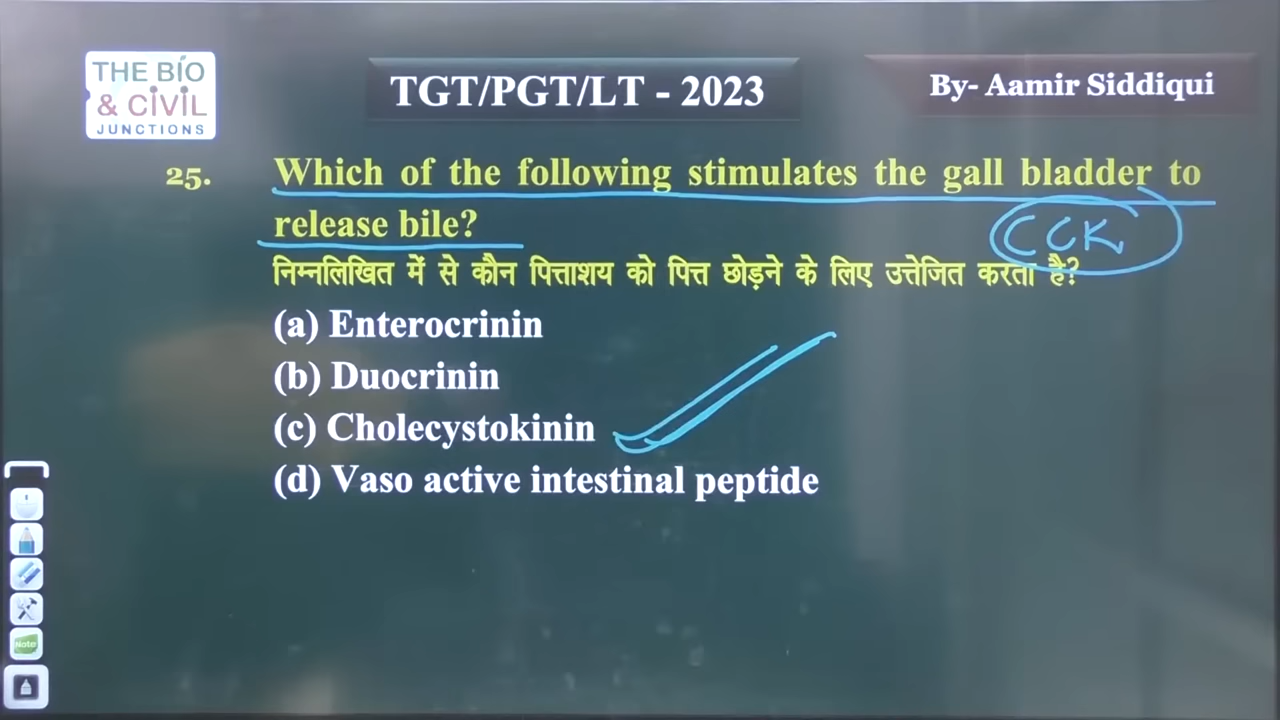 THE BIO
& CIVIL
JUNCTIONS
TGT/PGT/LT - 2023
By- Aamir Siddiqui
25. Which of the following stimulates the gall bladder to
release bile?
CCK
निम्नलिखित में से कौन पित्ताशय को पित्त छोड़ने के लिए उत्तेजित करता है?
(a) Enterocrinin
(b) Duocrinin
(c) Cholecystokinin
(d) Vaso active intestinal peptide
Note